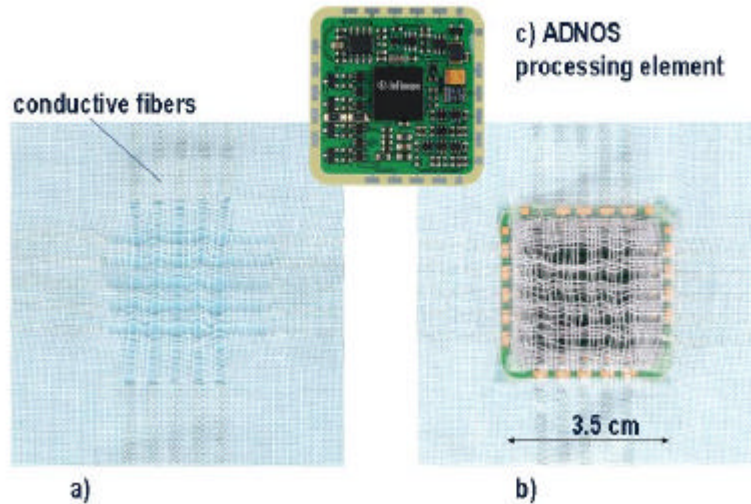 c) ADNOS
processing element
conductive fibers
Infineon
3.5 cm
a)
b)